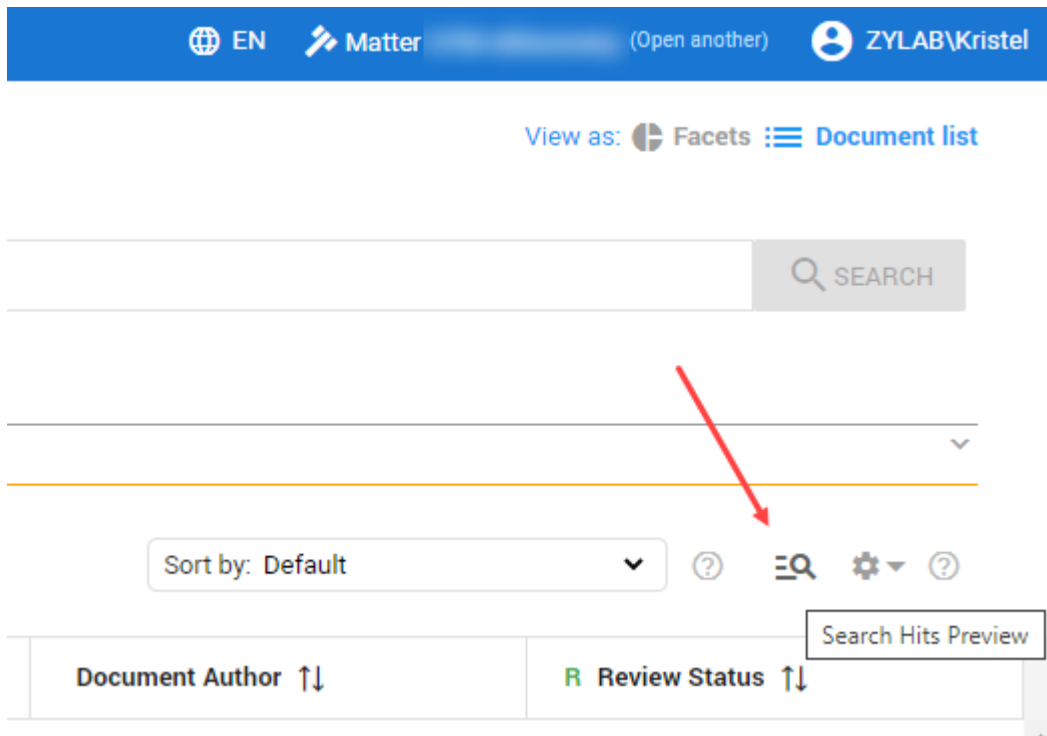 EN Matter (Open another) ZYLAB\Kristel
View as: Facets Document list
SEARCH
Sort by: Default
Search Hits Preview
Document Author R Review Status